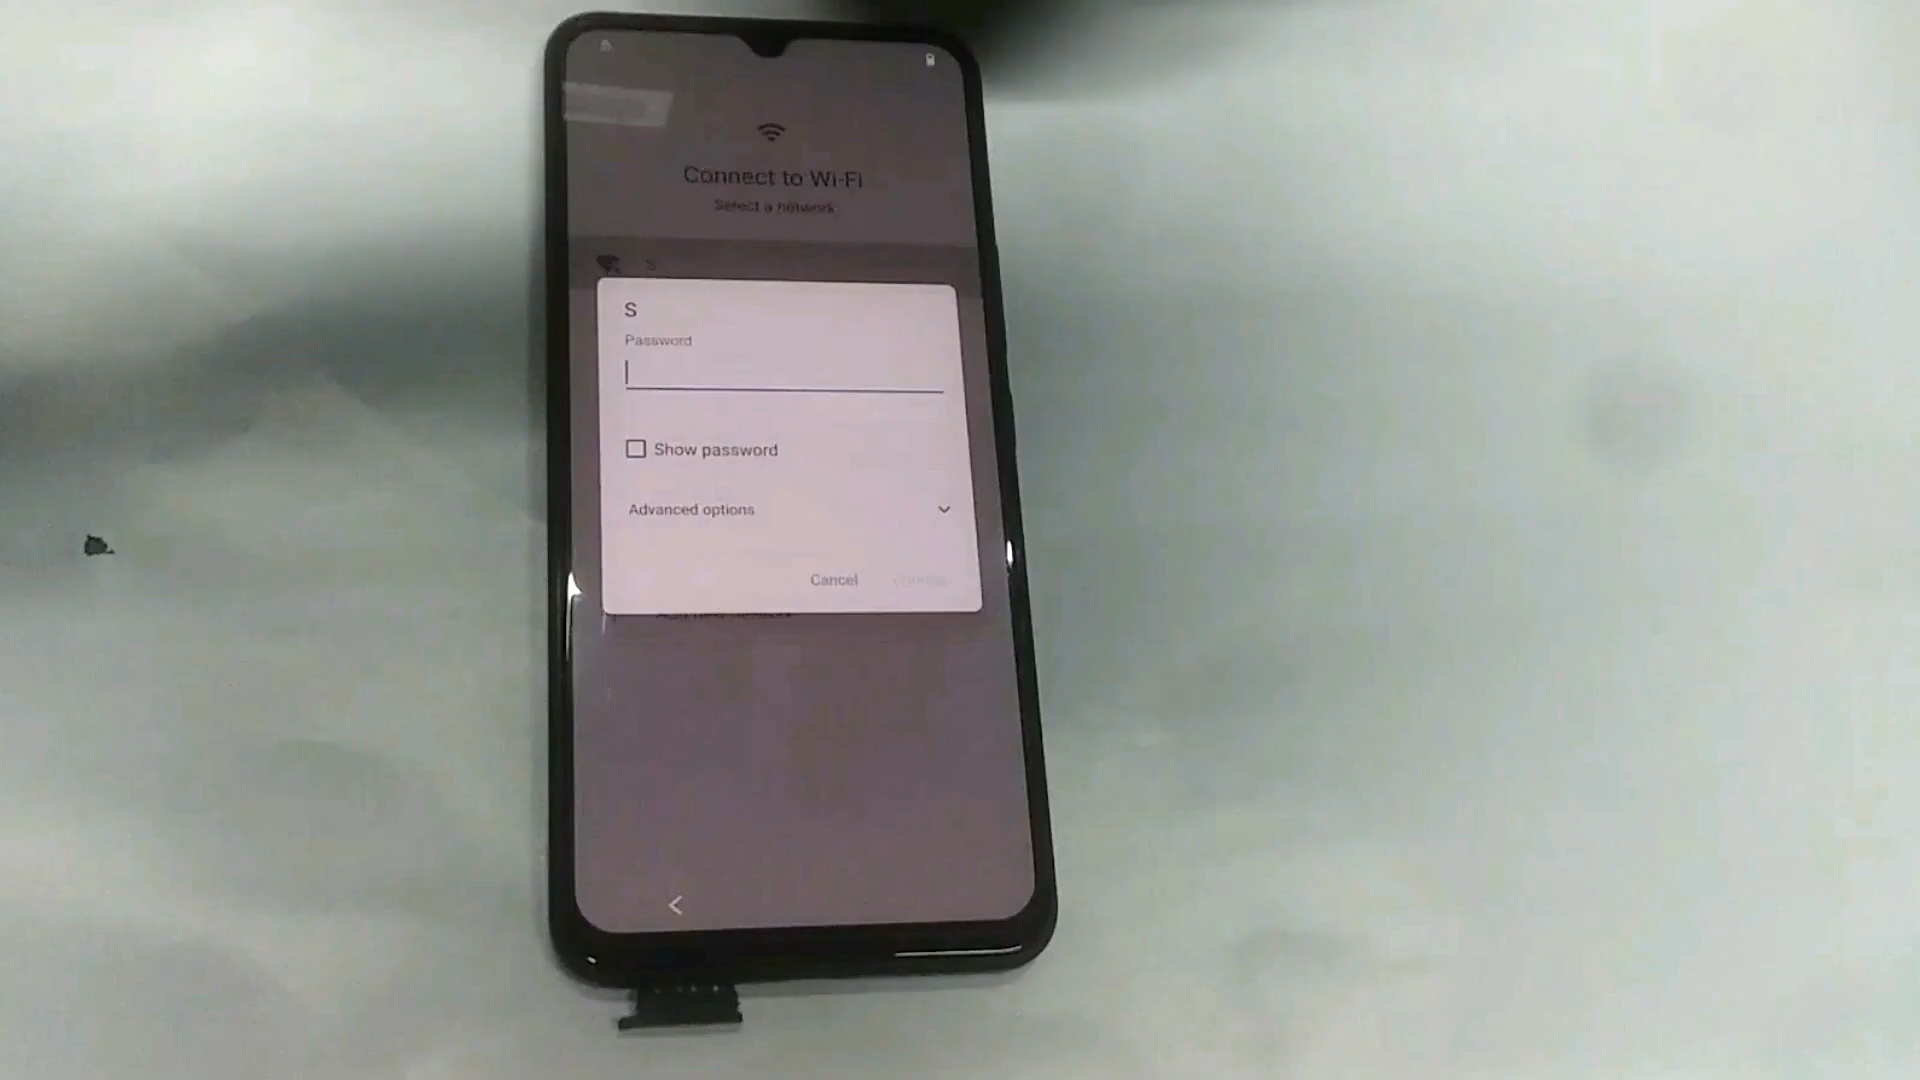 Connect to Wi-Fi
Select a network
S
S
Password
Show password
Advanced options
Cancel